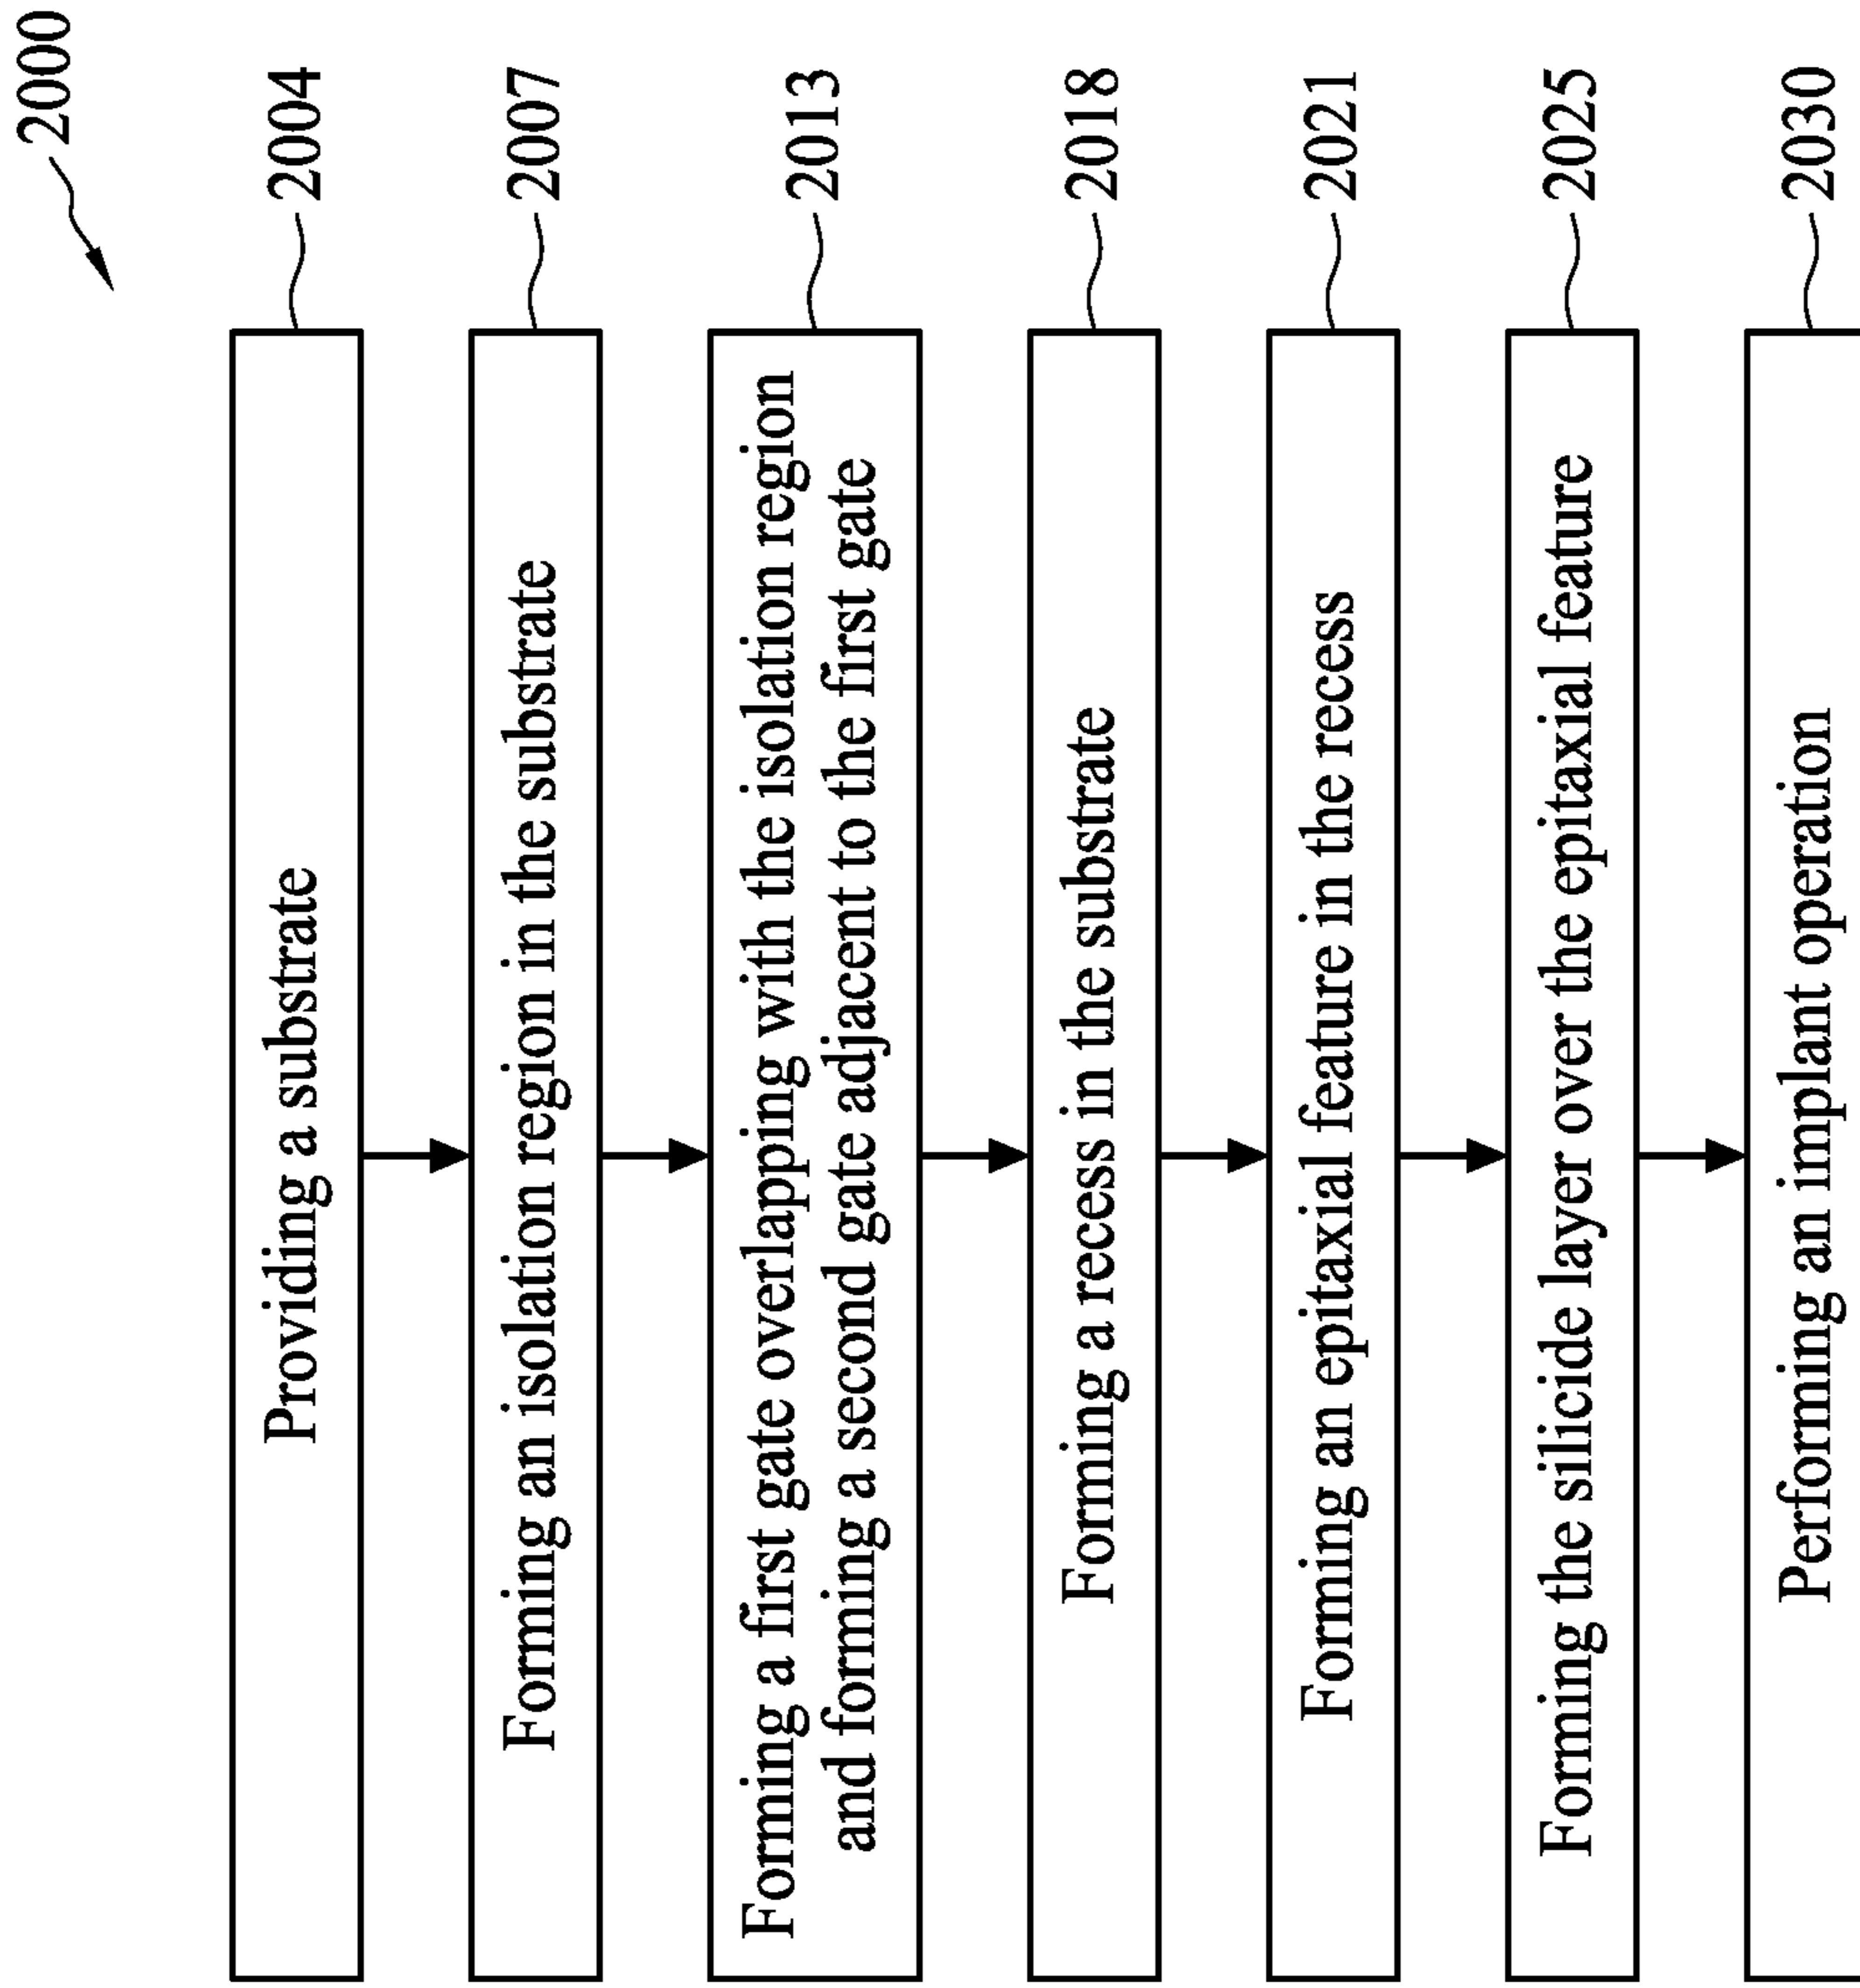 2000
Providing a substrate
2004
Forming an isolation region in the substrate
2007
Forming a first gate overlapping with the isolation region
and forming a second gate adjacent to the first gate
2013
Forming a recess in the substrate
2018
Forming an epitaxial feature in the recess
2021
Forming the silicide layer over the epitaxial feature
2025
Performing an implant operation
2030